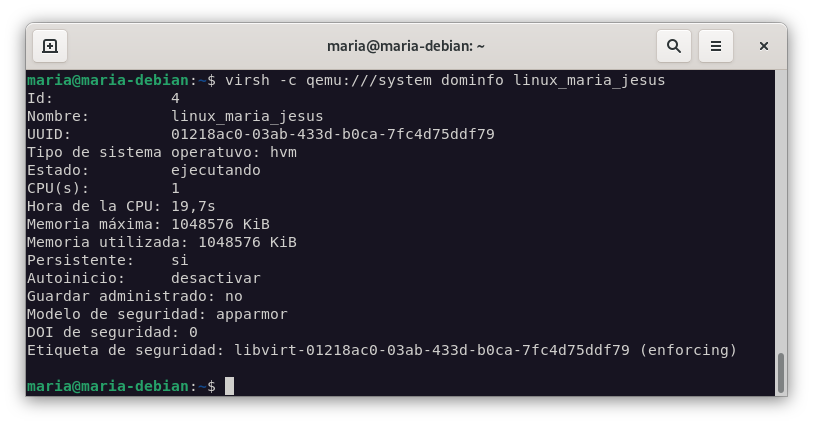 maria@maria-debian: ~
maria@maria-debian:~$ virsh -c qemu:///system dominfo linux_maria_jesus
Id:             4
Nombre:         linux_maria_jesus
UUID:           01218ac0-03ab-433d-b0ca-7fc4d75ddf79
Tipo de sistema operatuvo: hvm
Estado:         ejecutando
CPU(s):         1
Hora de la CPU: 19,7s
Memoria máxima: 1048576 KiB
Memoria utilizada: 1048576 KiB
Persistente:    si
Autoinicio:     desactivar
Guardar administrado: no
Modelo de seguridad: apparmor
DOI de seguridad: 0
Etiqueta de seguridad: libvirt-01218ac0-03ab-433d-b0ca-7fc4d75ddf79 (enforcing)
maria@maria-debian:~$